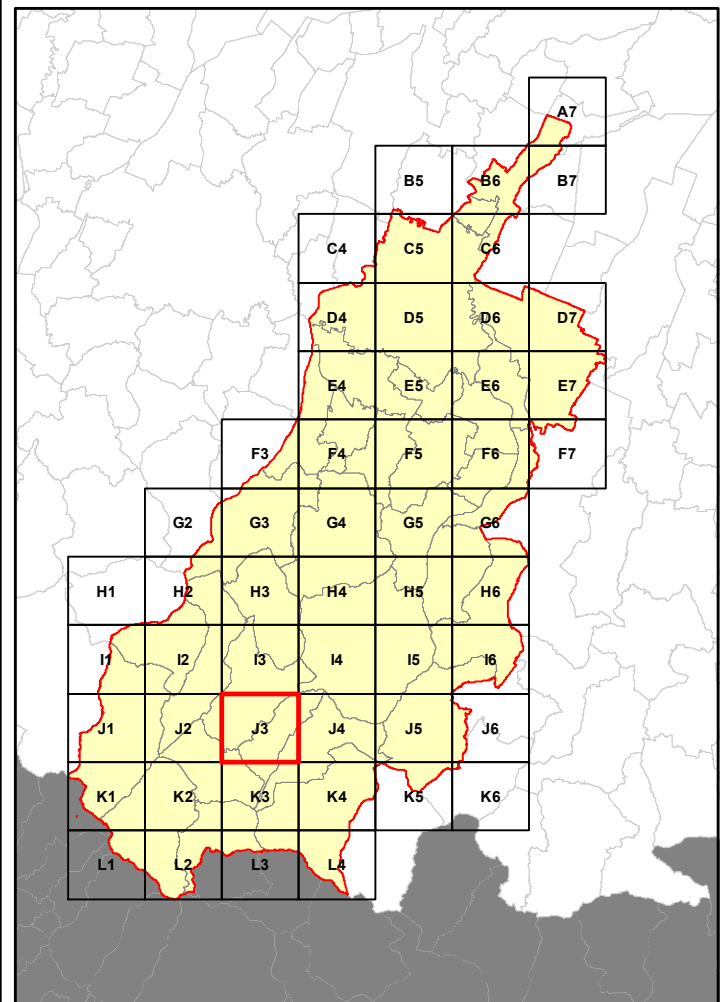 A7
B5 B6 B7
C4 C5 C6
D4 D5 D6 D7
E4 E5 E6 E7
F3 F4 F5 F6 F7
G2 G3 G4 G5 G6
H1 H2 H3 H4 H5 H6
I1 I2 I3 I4 I5 I6
J1 J2 J3 J4 J5 J6
K1 K2 K3 K4 K5 K6
L1 L2 L3 L4